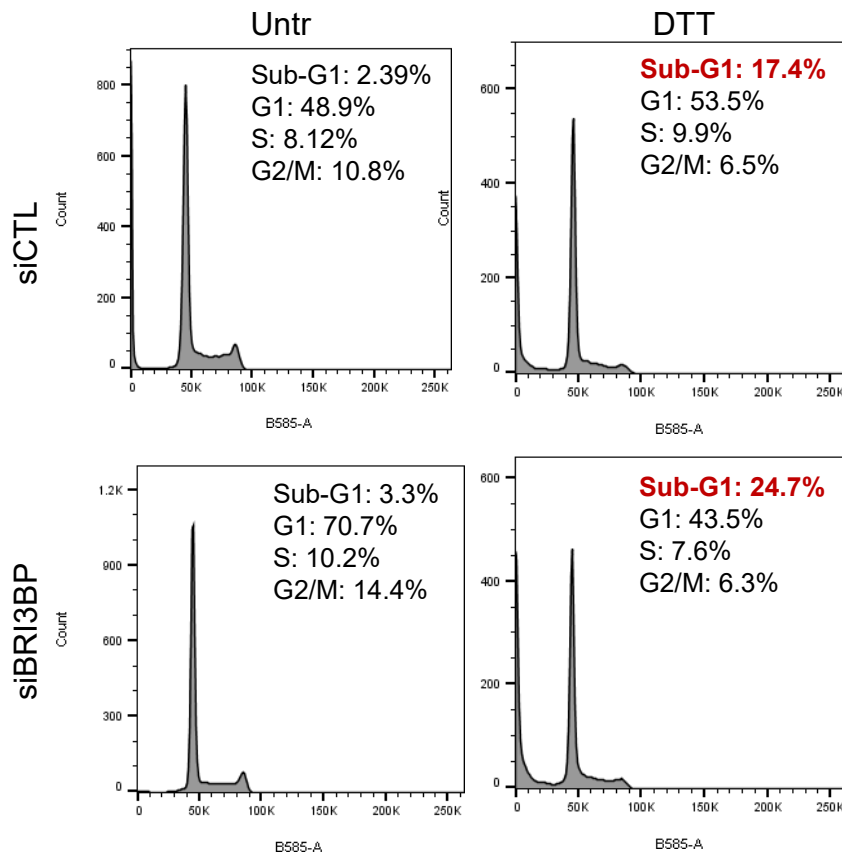 Untr
DTT
siCTL
Sub-G1: 2.39%
G1: 48.9%
S: 8.12%
G2/M: 10.8%
Count
800
600
400
200
0
0
50K
100K
150K
200K
250K
B585-A
Sub-G1: 17.4%
G1: 53.5%
S: 9.9%
G2/M: 6.5%
Count
600
400
200
0
0
50K
100K
150K
200K
250K
B585-A
siBRI3BP
Sub-G1: 3.3%
G1: 70.7%
S: 10.2%
G2/M: 14.4%
Count
1.2K
900
600
300
0
0
50K
100K
150K
200K
250K
B585-A
Sub-G1: 24.7%
G1: 43.5%
S: 7.6%
G2/M: 6.3%
600
400
200
0
0
50K
100K
150K
200K
250K
B585-A